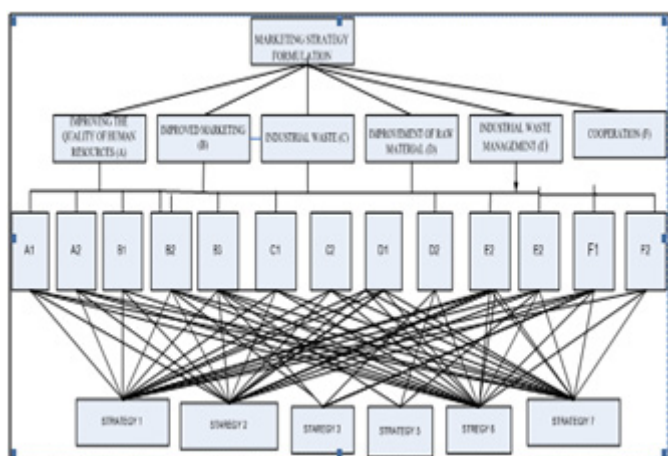 MARKETING STRATEGY
FORMULATION
IMPROVING THE
QUALITY OF HUMAN
RESOURCES (A)
IMPROVED MARKETING
(B)
INDUSTRIAL WASTE (C)
IMPROVEMENT OF RAW
MATERIAL (D)
INDUSTRIAL WASTE
MANAGEMENT (E)
COOPERATION (F)
A1
A2
B1
B2
B3
C1
C2
D1
D2
E2
E2
F1
F2
STRATEGY 1
STAREGY 2
STAREGY 3
STRATEGY 5
STREGY 6
STRATEGY 7